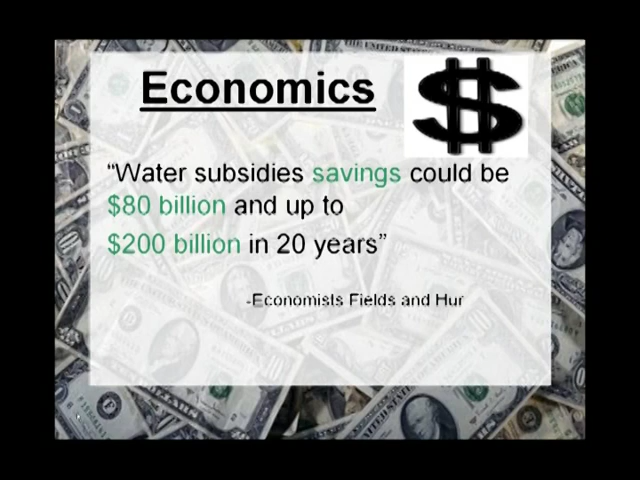 Economics
$
“Water subsidies savings could be
$80 billion and up to
$200 billion in 20 years”
-Economists Fields and Hur